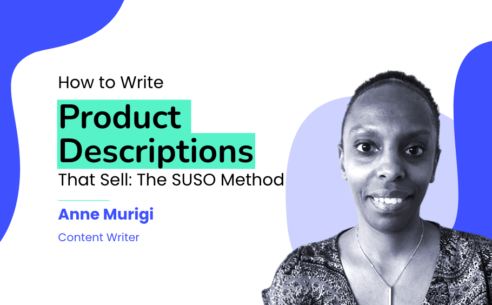 How to Write
Product
Descriptions
That Sell: The SUSO Method
Anne Murigi
Content Writer